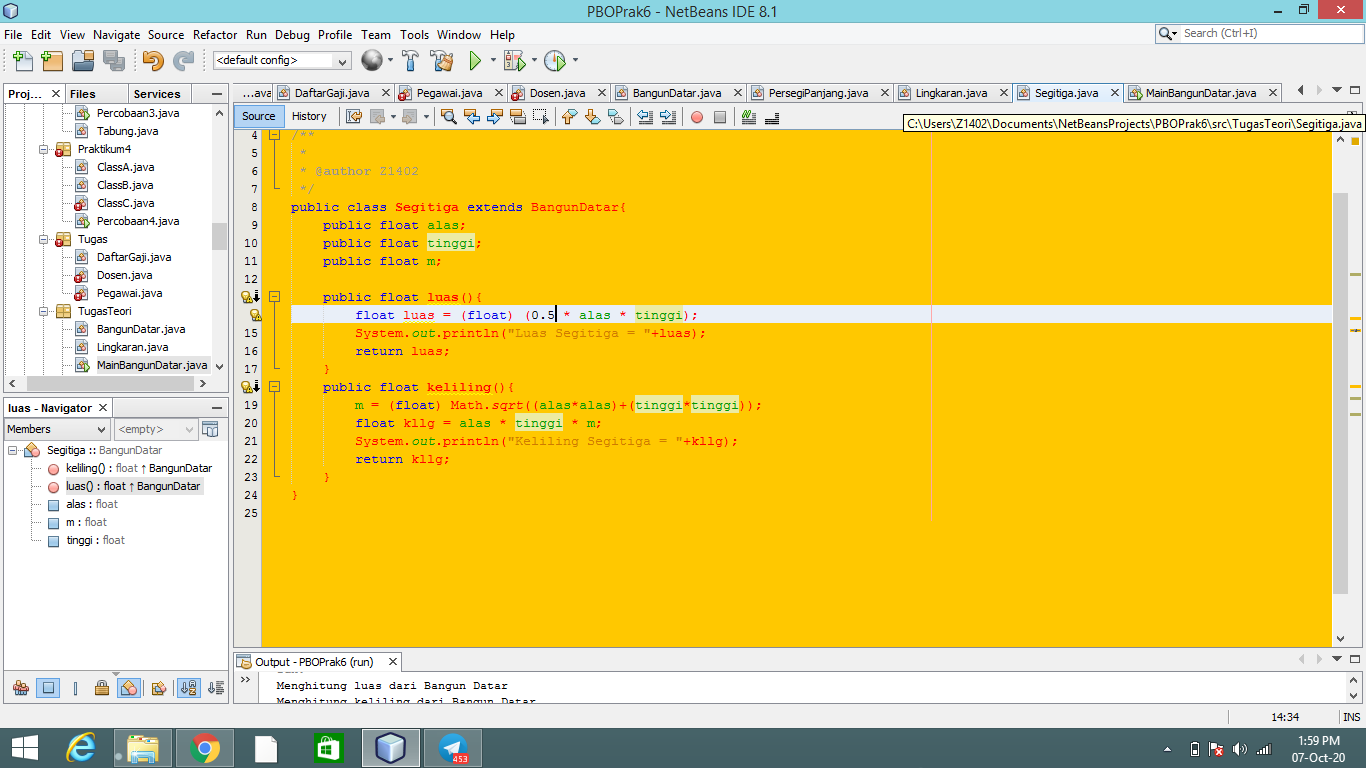 PBOPrak6 - NetBeans IDE 8.1
File Edit View Navigate Source Refactor Run Debug Profile Team Tools Window Help
Search (Ctrl+I)
<default config>
Proj... Files Services
...ava DaftarGaji.java Pegawai.java Dosen.java BangunDatar.java PersegiPanjang.java Lingkaran.java Segitiga.java MainBangunDatar.java
Source History
C:\Users\Z1402\Documents\NetBeansProjects\PBOPrak6\src\TugasTeori\Segitiga.java
Percobaan3.java
Tabung.java
Praktikum4
ClassA.java
ClassB.java
ClassC.java
Percobaan4.java
Tugas
DaftarGaji.java
Dosen.java
Pegawai.java
TugasTeori
BangunDatar.java
Lingkaran.java
MainBangunDatar.java
luas - Navigator
Members <empty>
Segitiga :: BangunDatar
keliling() : float ↑ BangunDatar
luas() : float ↑ BangunDatar
alas : float
m : float
tinggi : float
4 /**
5 *
6 * @author Z1402
7 */
8 public class Segitiga extends BangunDatar{
9 public float alas;
10 public float tinggi;
11 public float m;
12
public float luas(){
float luas = (float) (0.5 * alas * tinggi);
15 System.out.println("Luas Segitiga = "+luas);
16 return luas;
17 }
public float keliling(){
19 m = (float) Math.sqrt((alas*alas)+(tinggi*tinggi));
20 float kllg = alas * tinggi * m;
21 System.out.println("Keliling Segitiga = "+kllg);
22 return kllg;
23 }
24 }
25
Output - PBOPrak6 (run)
Menghitung luas dari Bangun Datar
Menghitung keliling dari Bangun Datar
14:34 INS
453
1:59 PM
07-Oct-20